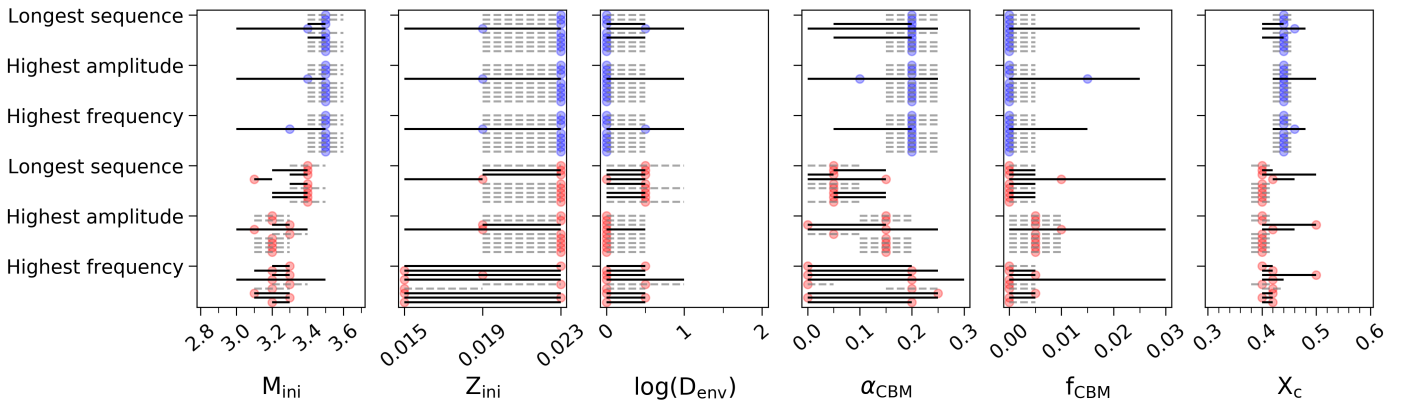 Longest sequence
Highest amplitude
Highest frequency
Longest sequence
Highest amplitude
Highest frequency
2.8 3.0 3.2 3.4 3.6
0.015 0.019 0.023
0 1 2
0.0 0.1 0.2 0.3
0.00 0.01 0.02 0.03
0.3 0.4 0.5 0.6
M_ini
Z_ini
log(D_env)
α_CBM
f_CBM
X_c